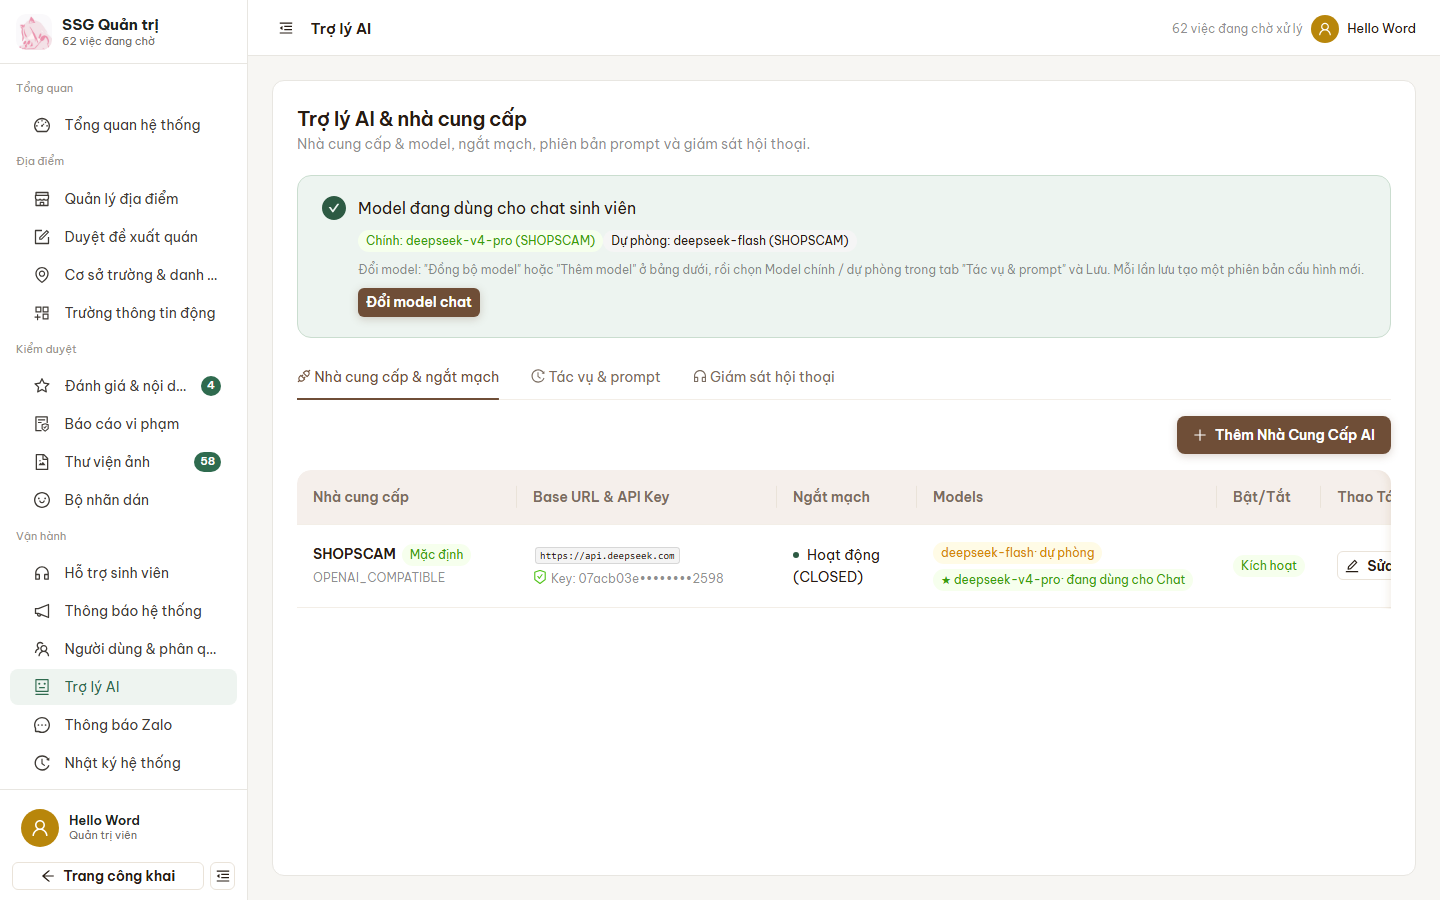 SSG Quản trị
62 việc đang chờ
Tổng quan
Tổng quan hệ thống
Địa điểm
Quản lý địa điểm
Duyệt đề xuất quán
Cơ sở trường & danh ...
Trường thông tin động
Kiểm duyệt
Đánh giá & nội d... 4
Báo cáo vi phạm
Thư viện ảnh 58
Bộ nhãn dán
Vận hành
Hỗ trợ sinh viên
Thông báo hệ thống
Người dùng & phân q...
Trợ lý AI
Thông báo Zalo
Nhật ký hệ thống
Hello Word
Quản trị viên
Trang công khai
Trợ lý AI
62 việc đang chờ xử lý
Hello Word
Trợ lý AI & nhà cung cấp
Nhà cung cấp & model, ngắt mạch, phiên bản prompt và giám sát hội thoại.
Model đang dùng cho chat sinh viên
Chính: deepseek-v4-pro (SHOPSCAM) Dự phòng: deepseek-flash (SHOPSCAM)
Đổi model: "Đồng bộ model" hoặc "Thêm model" ở bảng dưới, rồi chọn Model chính / dự phòng trong tab "Tác vụ & prompt" và Lưu. Mỗi lần lưu tạo một phiên bản cấu hình mới.
Đổi model chat
Nhà cung cấp & ngắt mạch
Tác vụ & prompt
Giám sát hội thoại
Thêm Nhà Cung Cấp AI
Nhà cung cấp
Base URL & API Key
Ngắt mạch
Models
Bật/Tắt
Thao Tá
SHOPSCAM Mặc định
OPENAI_COMPATIBLE
https://api.deepseek.com
Key: 07acb03e••••••••2598
Hoạt động
(CLOSED)
deepseek-flash· dự phòng
★ deepseek-v4-pro· đang dùng cho Chat
Kích hoạt
Sửa